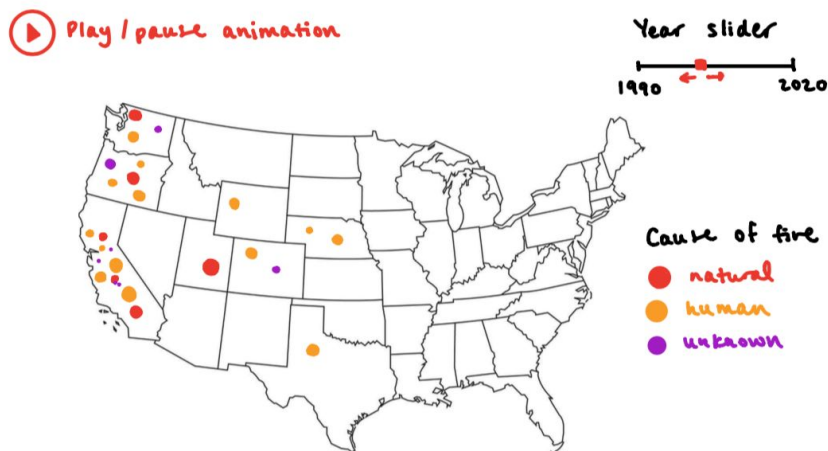 Play/pause animation
Year slider
1990 2020
Cause of fire
natural
human
unknown